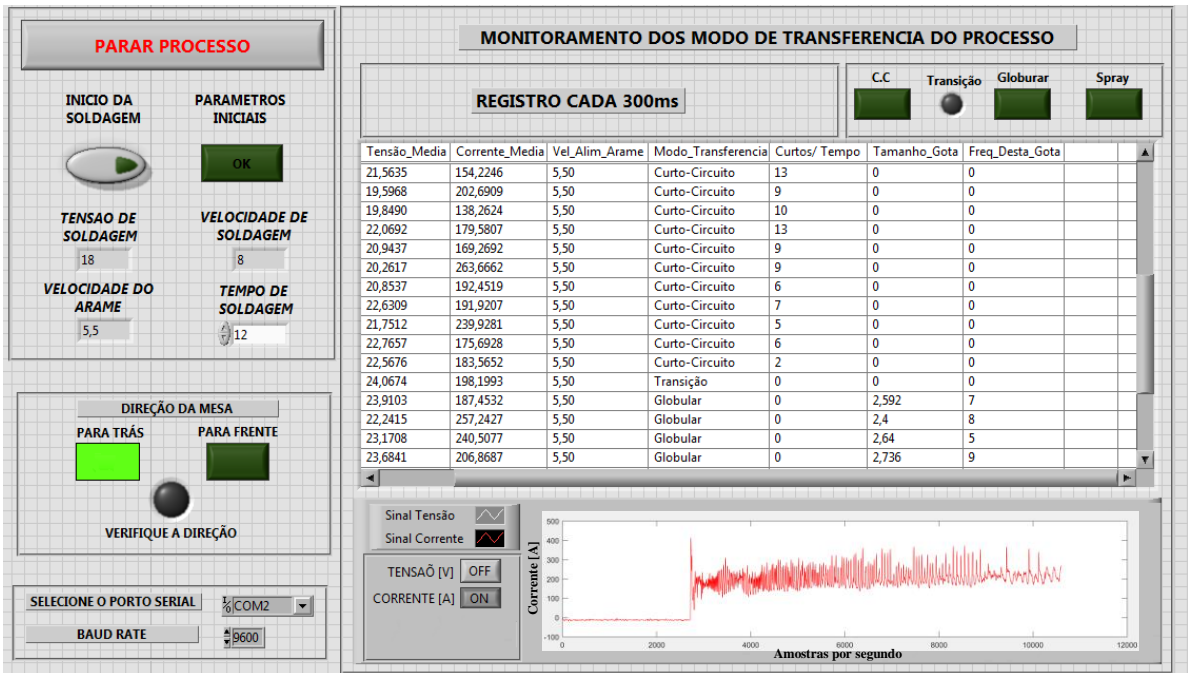 PARAR PROCESSO
INICIO DA
SOLDAGEM
PARAMETROS
INICIAIS
OK
TENSAO DE
SOLDAGEM
18
VELOCIDADE DE
SOLDAGEM
8
VELOCIDADE DO
ARAME
5,5
TEMPO DE
SOLDAGEM
12
DIREÇÃO DA MESA
PARA TRÁS
PARA FRENTE
VERIFIQUE A DIREÇÃO
SELECIONE O PORTO SERIAL
COM2
BAUD RATE
9600
MONITORAMENTO DOS MODO DE TRANSFERENCIA DO PROCESSO
REGISTRO CADA 300ms
C.C
Transição
Globurar
Spray
Tensão_Media Corrente_Media Vel_Alim_Arame Modo_Transferencia Curtos/ Tempo Tamanho_Gota Freq_Desta_Gota
21,5635 154,2246 5,50 Curto-Circuito 13 0 0
19,5968 202,6909 5,50 Curto-Circuito 9 0 0
19,8490 138,2624 5,50 Curto-Circuito 10 0 0
22,0692 179,5807 5,50 Curto-Circuito 13 0 0
20,9437 169,2692 5,50 Curto-Circuito 9 0 0
20,2617 263,6662 5,50 Curto-Circuito 9 0 0
20,8537 192,4519 5,50 Curto-Circuito 6 0 0
22,6309 191,9207 5,50 Curto-Circuito 7 0 0
21,7512 239,9281 5,50 Curto-Circuito 5 0 0
22,7657 175,6928 5,50 Curto-Circuito 6 0 0
22,5676 183,5652 5,50 Curto-Circuito 2 0 0
24,0674 198,1993 5,50 Transição 0 0 0
23,9103 187,4532 5,50 Globular 0 2,592 7
22,2415 257,2427 5,50 Globular 0 2,4 8
23,1708 240,5077 5,50 Globular 0 2,64 5
23,6841 206,8687 5,50 Globular 0 2,736 9
Sinal Tensão
Sinal Corrente
TENSAÕ [V] OFF
CORRENTE [A] ON
Corrente [A]
500
400
300
200
100
0
-100
0 2000 4000 6000 8000 10000 12000
Amostras por segundo